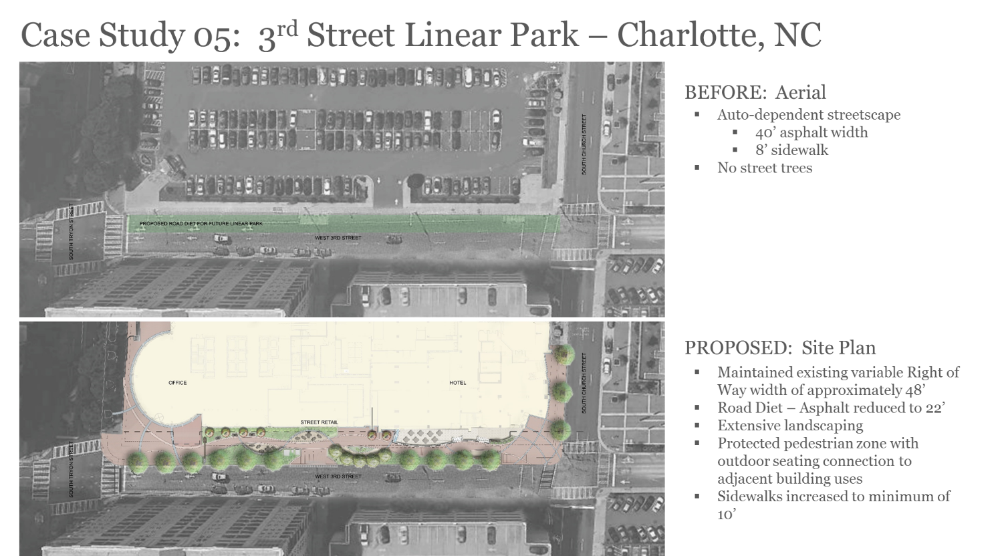 Case Study 05: 3rd Street Linear Park – Charlotte, NC
BEFORE: Aerial
▪ Auto-dependent streetscape
▪ 40’ asphalt width
▪ 8’ sidewalk
▪ No street trees
SOUTH CHURCH STREET
SOUTH TRYON STREET
PROPOSED ROAD DIET FOR FUTURE LINEAR PARK
WEST 3RD STREET
PROPOSED: Site Plan
▪ Maintained existing variable Right of
Way width of approximately 48’
▪ Road Diet – Asphalt reduced to 22’
▪ Extensive landscaping
▪ Protected pedestrian zone with
outdoor seating connection to
adjacent building uses
▪ Sidewalks increased to minimum of
10’
OFFICE
HOTEL
SOUTH CHURCH STREET
STREET RETAIL
SOUTH TRYON STREET
WEST 3RD STREET